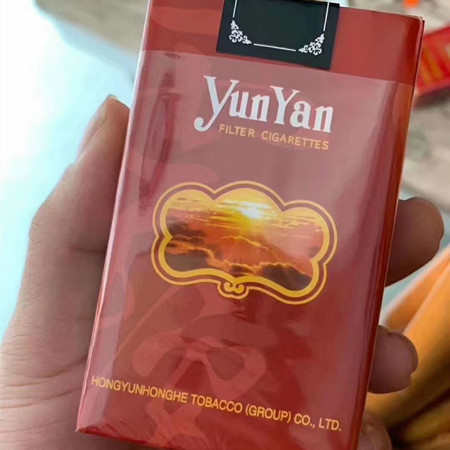 YunYan
FILTER CIGARETTES
HONGYUNHONGHE TOBACCO (GROUP) CO., LTD.